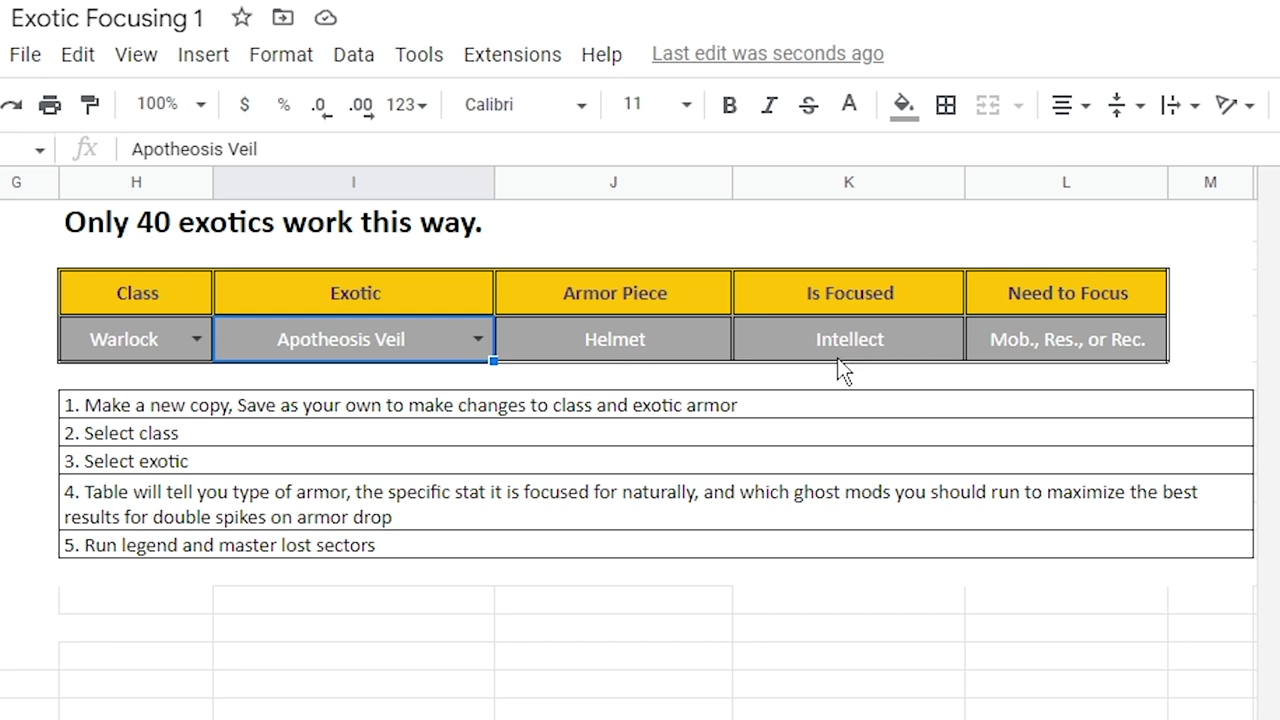 Exotic Focusing 1
File Edit View Insert Format Data Tools Extensions Help Last edit was seconds ago
100% $ % .0 .00 123 Calibri 11 B I S A
fx Apotheosis Veil
G H I J K L M
Only 40 exotics work this way.
Class Exotic Armor Piece Is Focused Need to Focus
Warlock Apotheosis Veil Helmet Intellect Mob., Res., or Rec.
1. Make a new copy, Save as your own to make changes to class and exotic armor
2. Select class
3. Select exotic
4. Table will tell you type of armor, the specific stat it is focused for naturally, and which ghost mods you should run to maximize the best
results for double spikes on armor drop
5. Run legend and master lost sectors